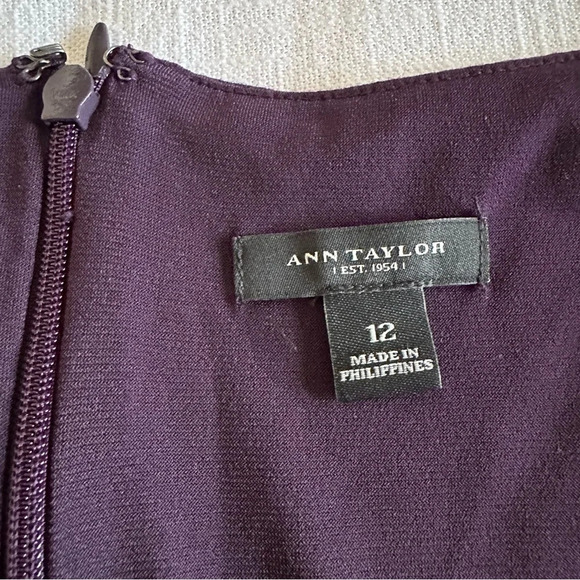 ANN TAYLOR
| EST. 1954 |
12
MADE IN
PHILIPPINES